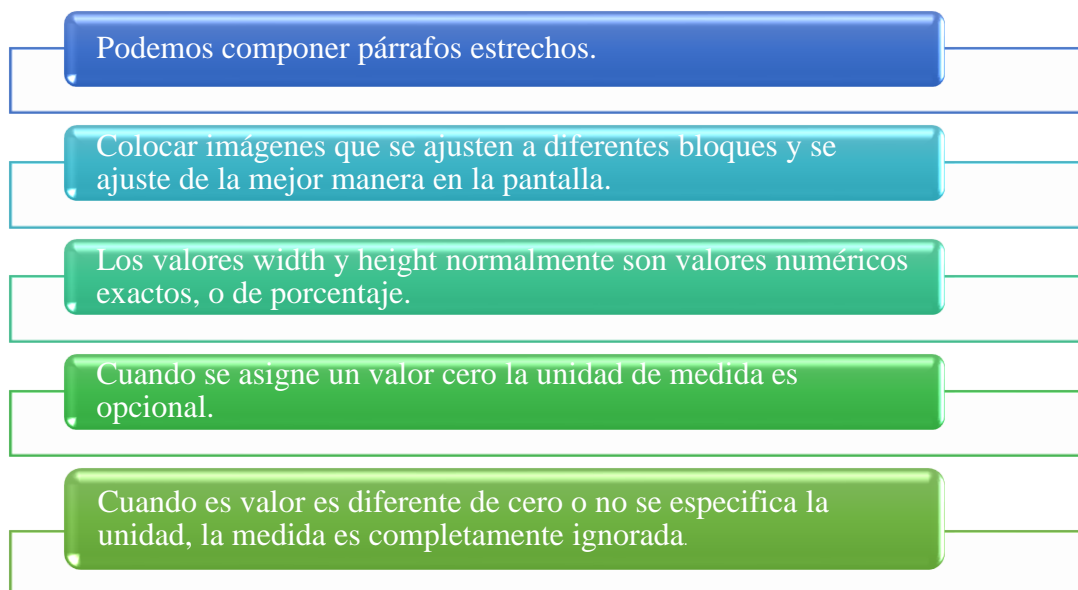 Podemos componer párrafos estrechos.
Colocar imágenes que se ajusten a diferentes bloques y se
ajuste de la mejor manera en la pantalla.
Los valores width y height normalmente son valores numéricos
exactos, o de porcentaje.
Cuando se asigne un valor cero la unidad de medida es
opcional.
Cuando es valor es diferente de cero o no se especifica la
unidad, la medida es completamente ignorada.